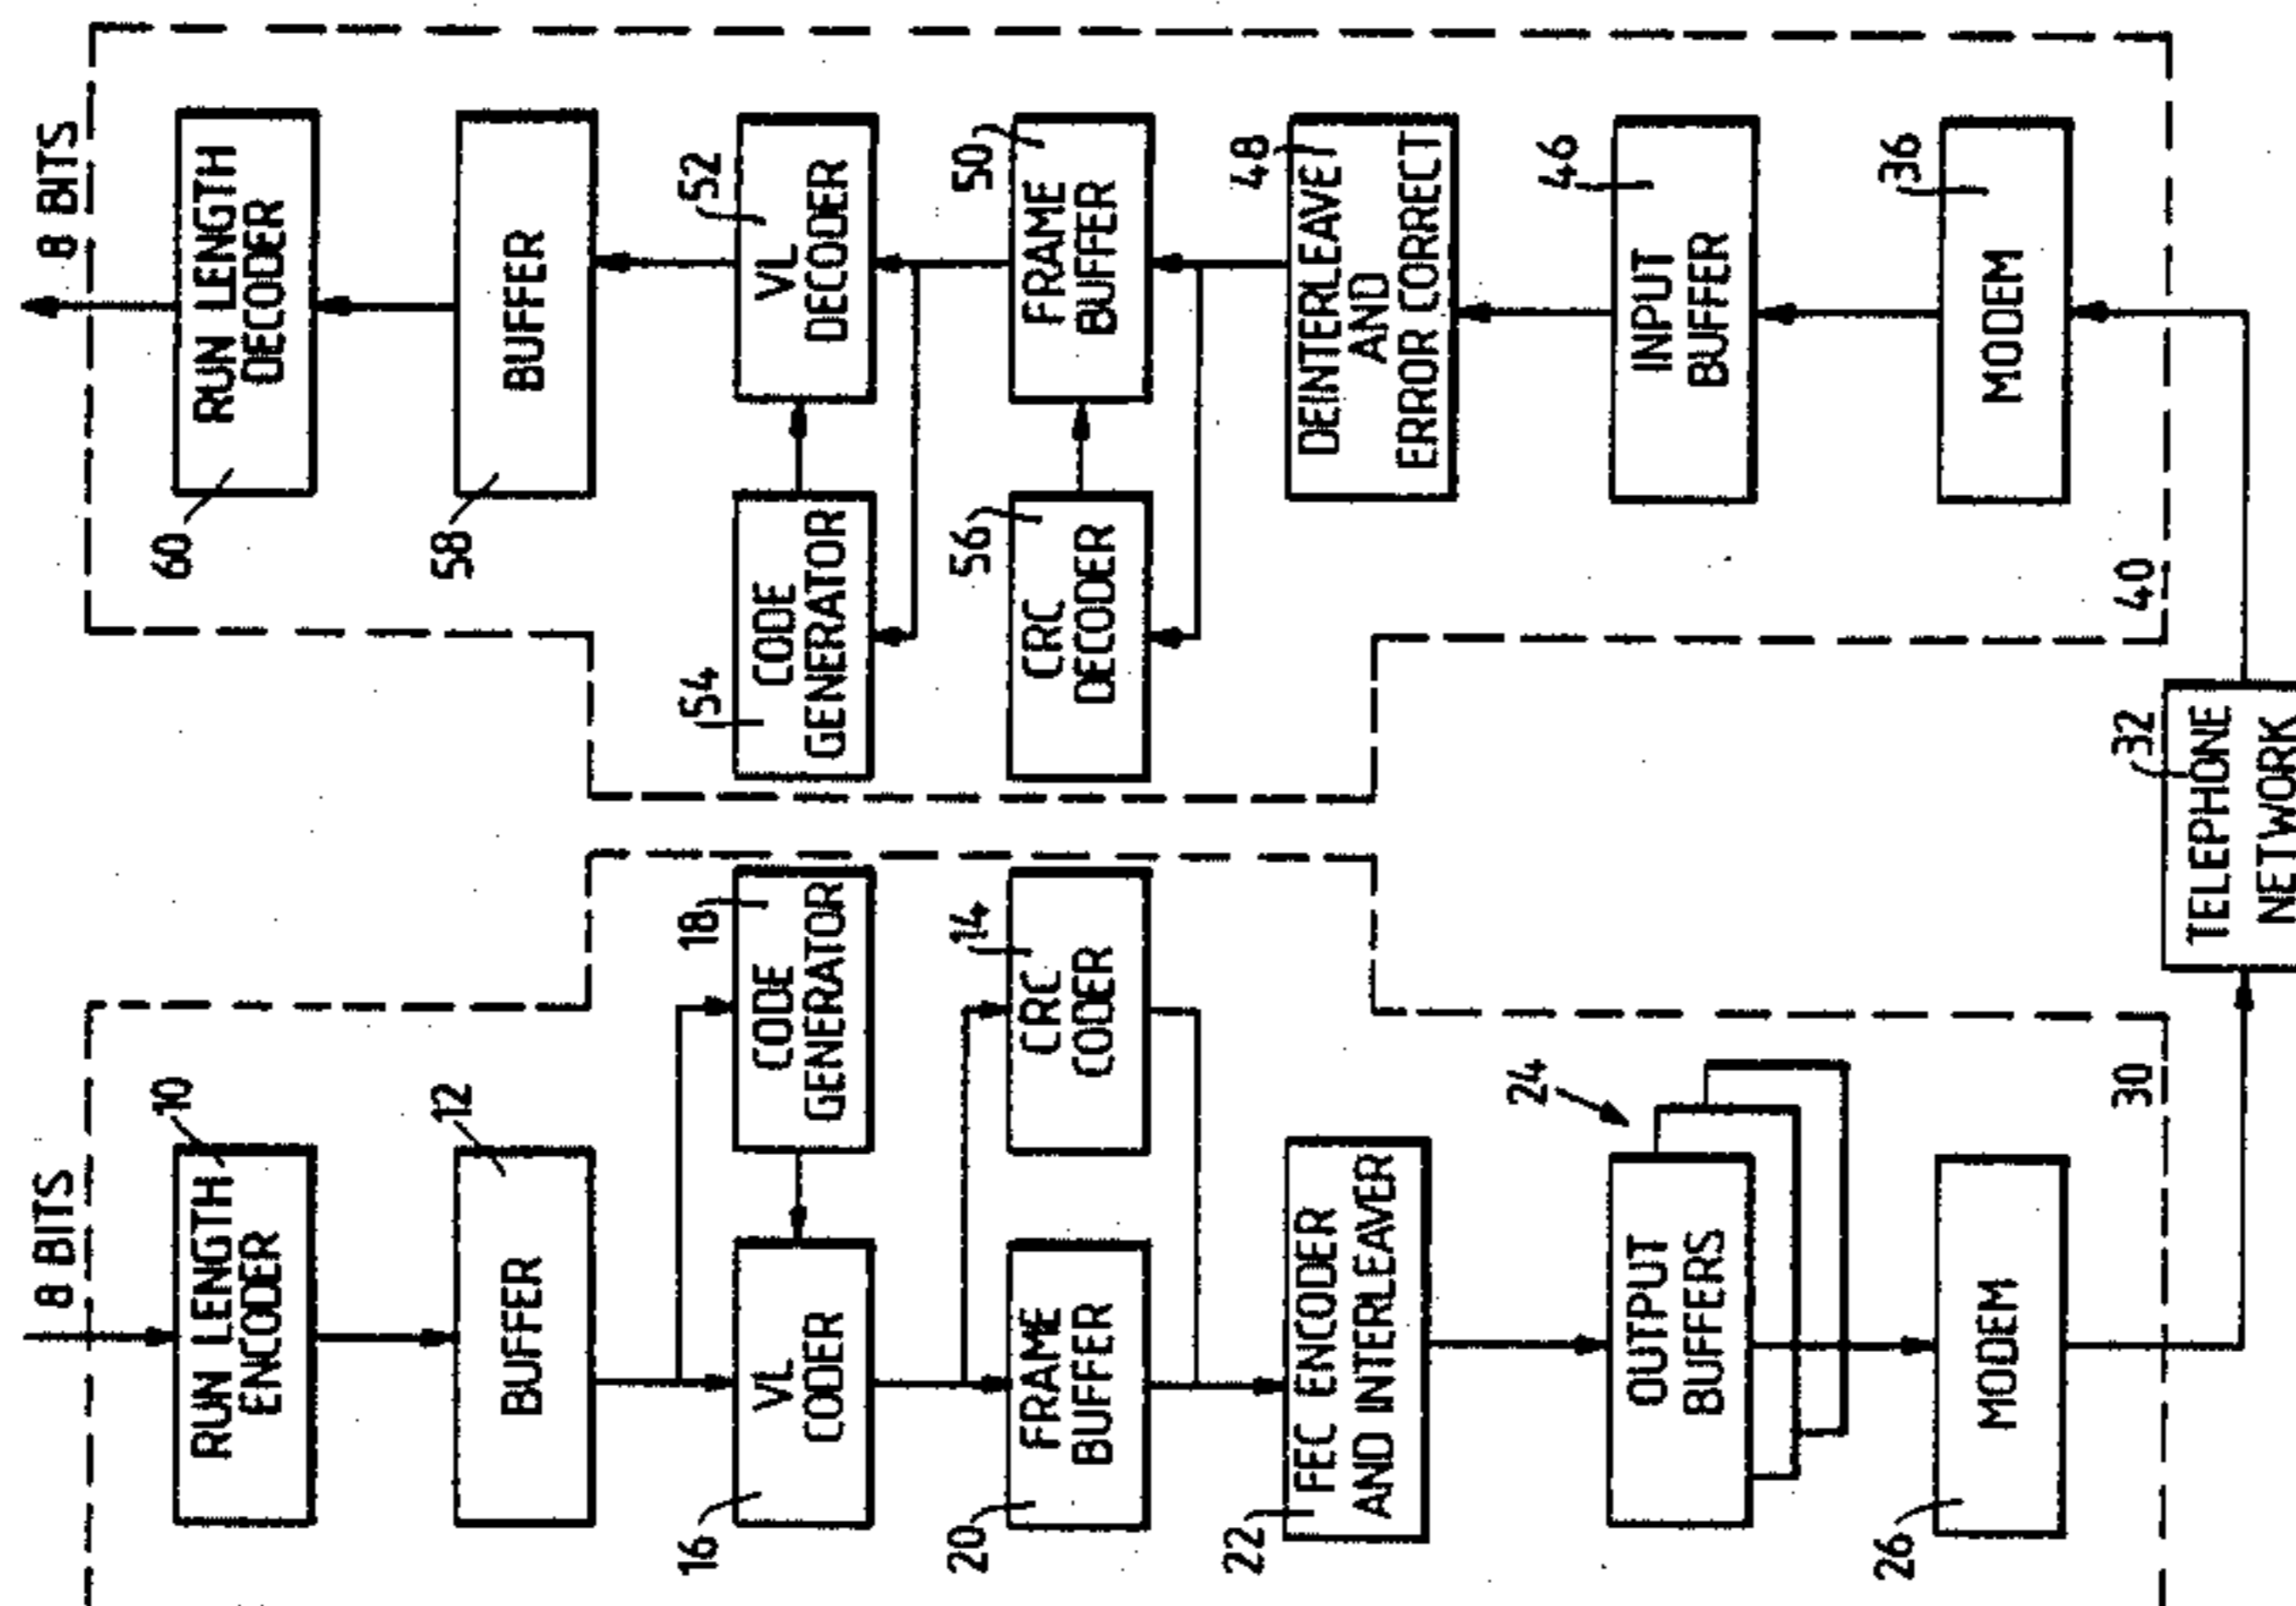 8 BITS
10
RUN LENGTH
ENCODER
12
BUFFER
18
CODE
GENERATOR
16
VL
CODER
14
CRC
CODER
20
FRAME
BUFFER
22
FEC ENCODER
AND INTERLEAVER
24
OUTPUT
BUFFERS
26
MODEM
30
32
TELEPHONE
NETWORK
8 BITS
60
RUN LENGTH
DECODER
58
BUFFER
52
VL
DECODER
54
CODE
GENERATOR
50
FRAME
BUFFER
56
CRC
DECODER
48
DEINTERLEAVE
AND
ERROR CORRECT
46
INPUT
BUFFER
36
MODEM
40